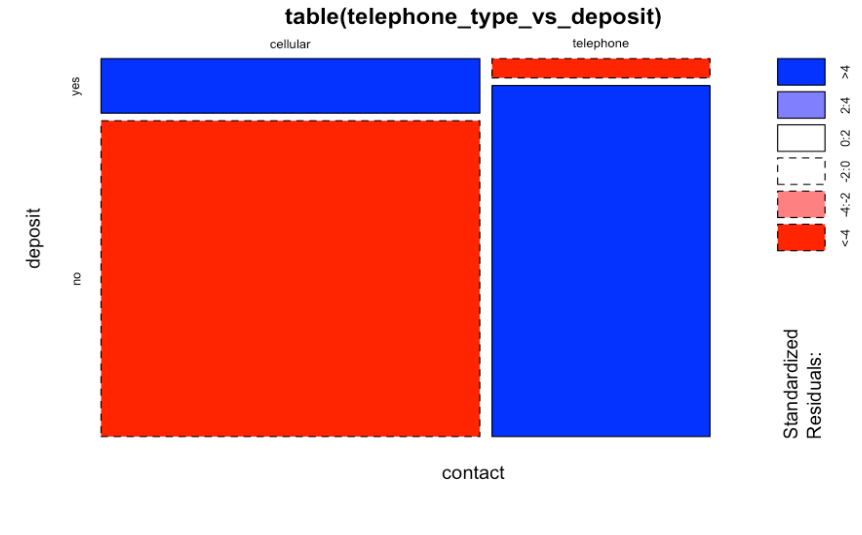 table(telephone_type_vs_deposit)
cellular
telephone
yes
no
deposit
contact
>4
2:4
0:2
-2:0
-4:-2
<-4
Standardized
Residuals: